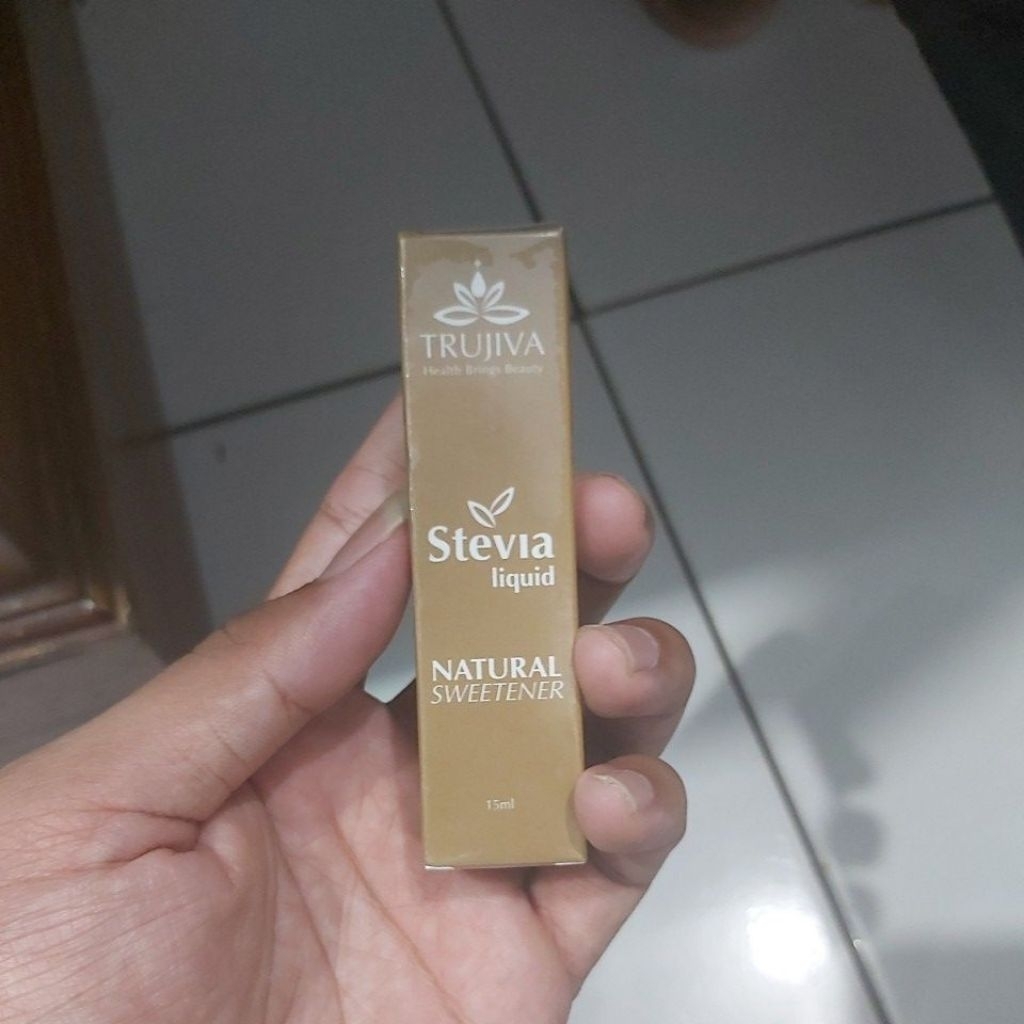 TRUJIVA
Health Brings Beauty
Stevia
liquid
NATURAL
SWEETENER
15ml